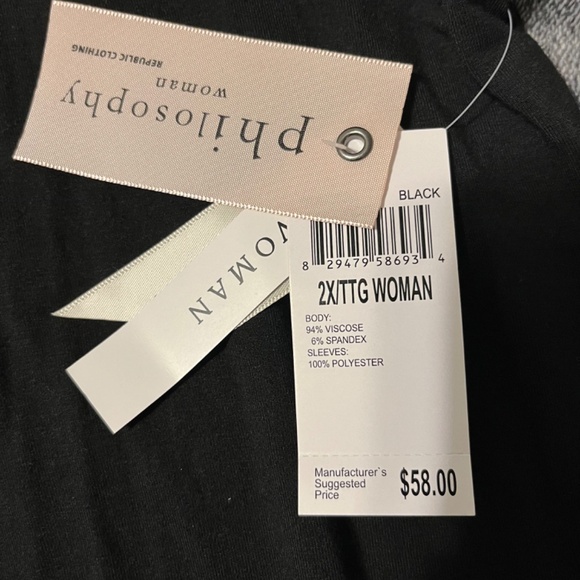 philosophy
woman
REPUBLIC CLOTHING
WOMAN
BLACK
8 29479 58693 4
2X/TTG WOMAN
BODY:
94% VISCOSE
6% SPANDEX
SLEEVES:
100% POLYESTER
Manufacturer`s
Suggested
Price
$58.00